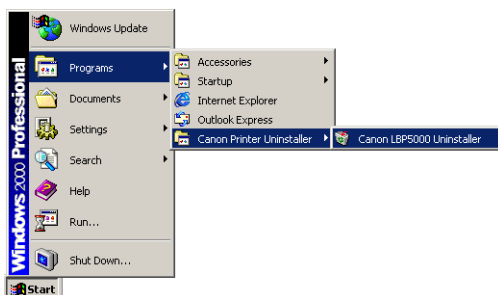 Windows 2000 Professional
Windows Update
Programs
Documents
Settings
Search
Help
Run...
Shut Down...
Start
Accessories
Startup
Internet Explorer
Outlook Express
Canon Printer Uninstaller
Canon LBP5000 Uninstaller